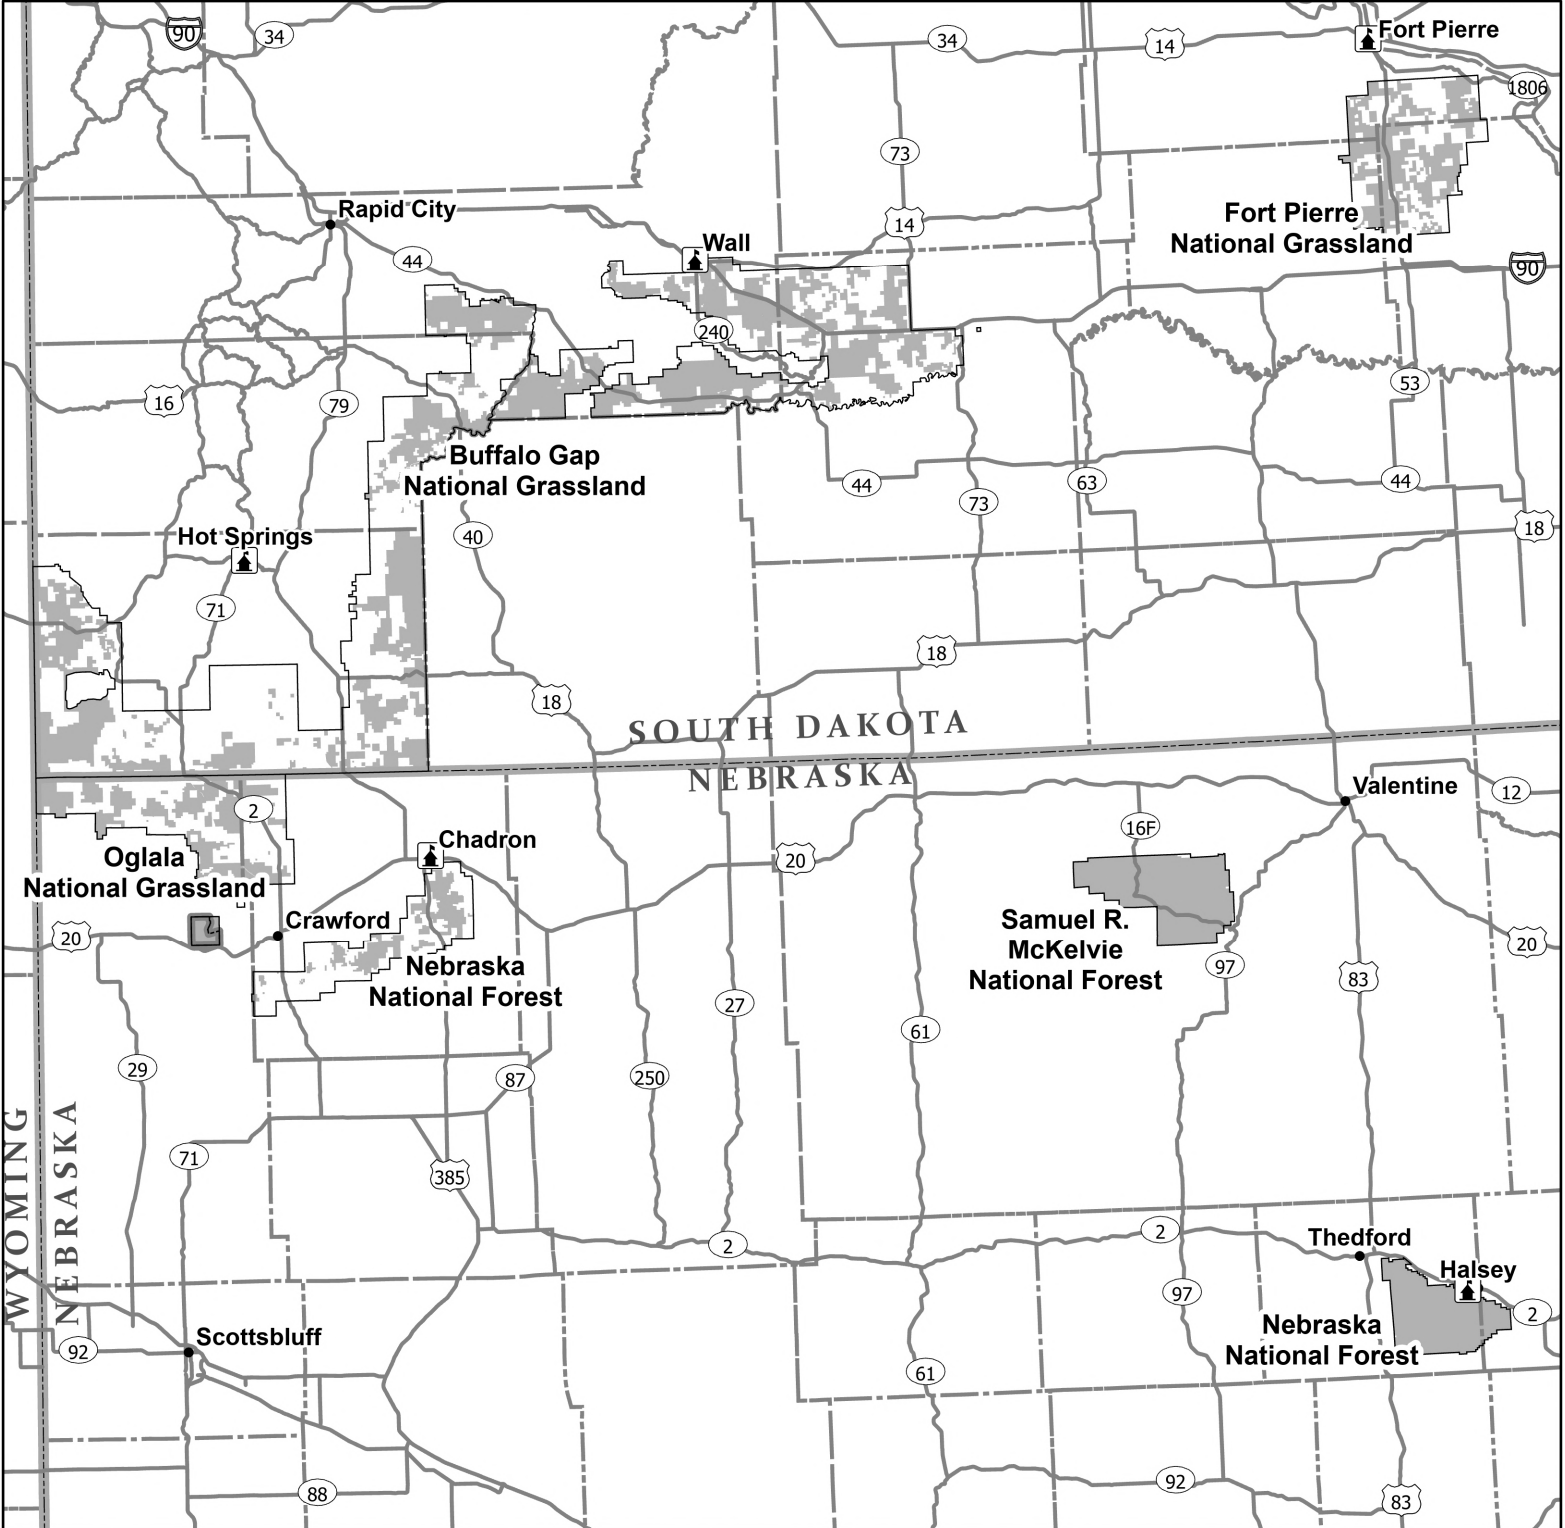 90
34
34
14
Fort Pierre
1806
73
Rapid City
14
Fort Pierre
National Grassland
Wall
44
90
240
16
79
53
Buffalo Gap
National Grassland
44
73
63
44
18
Hot Springs
40
71
18
18
SOUTH DAKOTA
NEBRASKA
Valentine
12
2
16F
Chadron
Oglala
National Grassland
20
Crawford
20
Samuel R.
McKelvie
National Forest
20
Nebraska
National Forest
97
83
27
61
29
87
250
WYOMING
NEBRASKA
71
385
2
2
Thedford
Halsey
97
2
Scottsbluff
92
Nebraska
National Forest
61
88
92
83